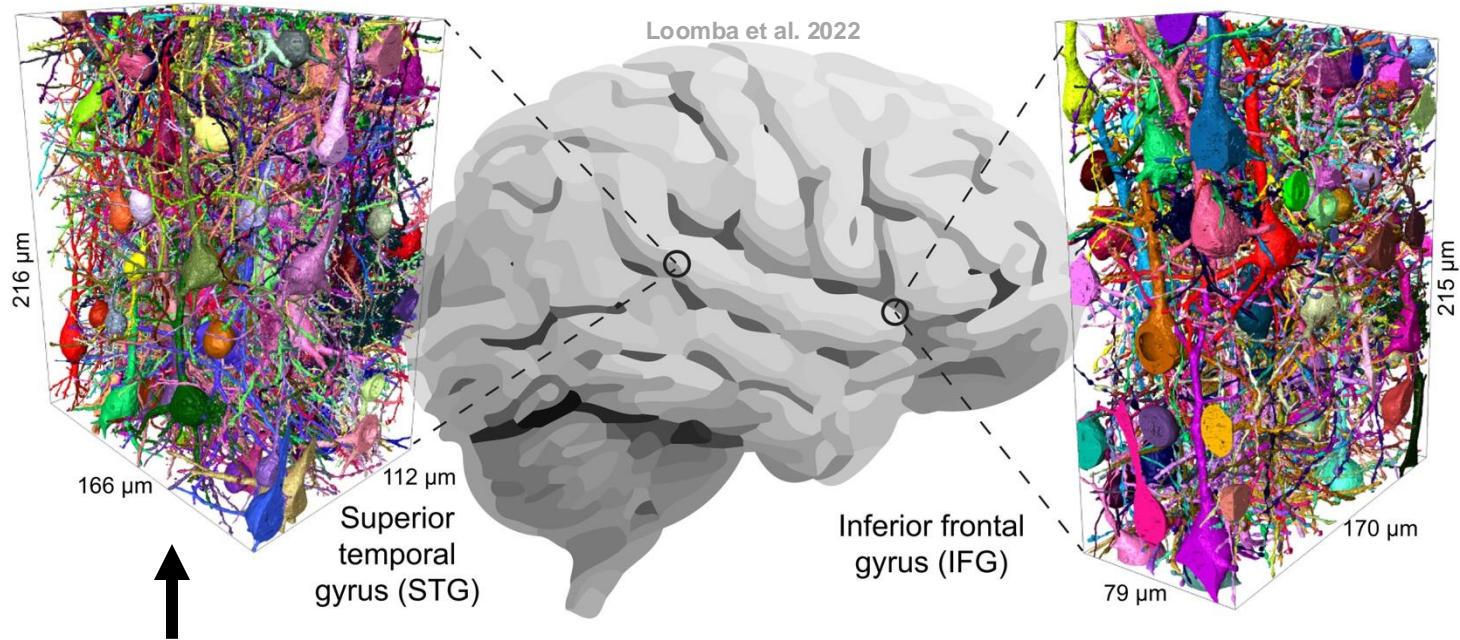 Loomba et al. 2022
216 µm
166 µm
112 µm
Superior
temporal
gyrus (STG)
Inferior frontal
gyrus (IFG)
215 µm
170 µm
79 µm